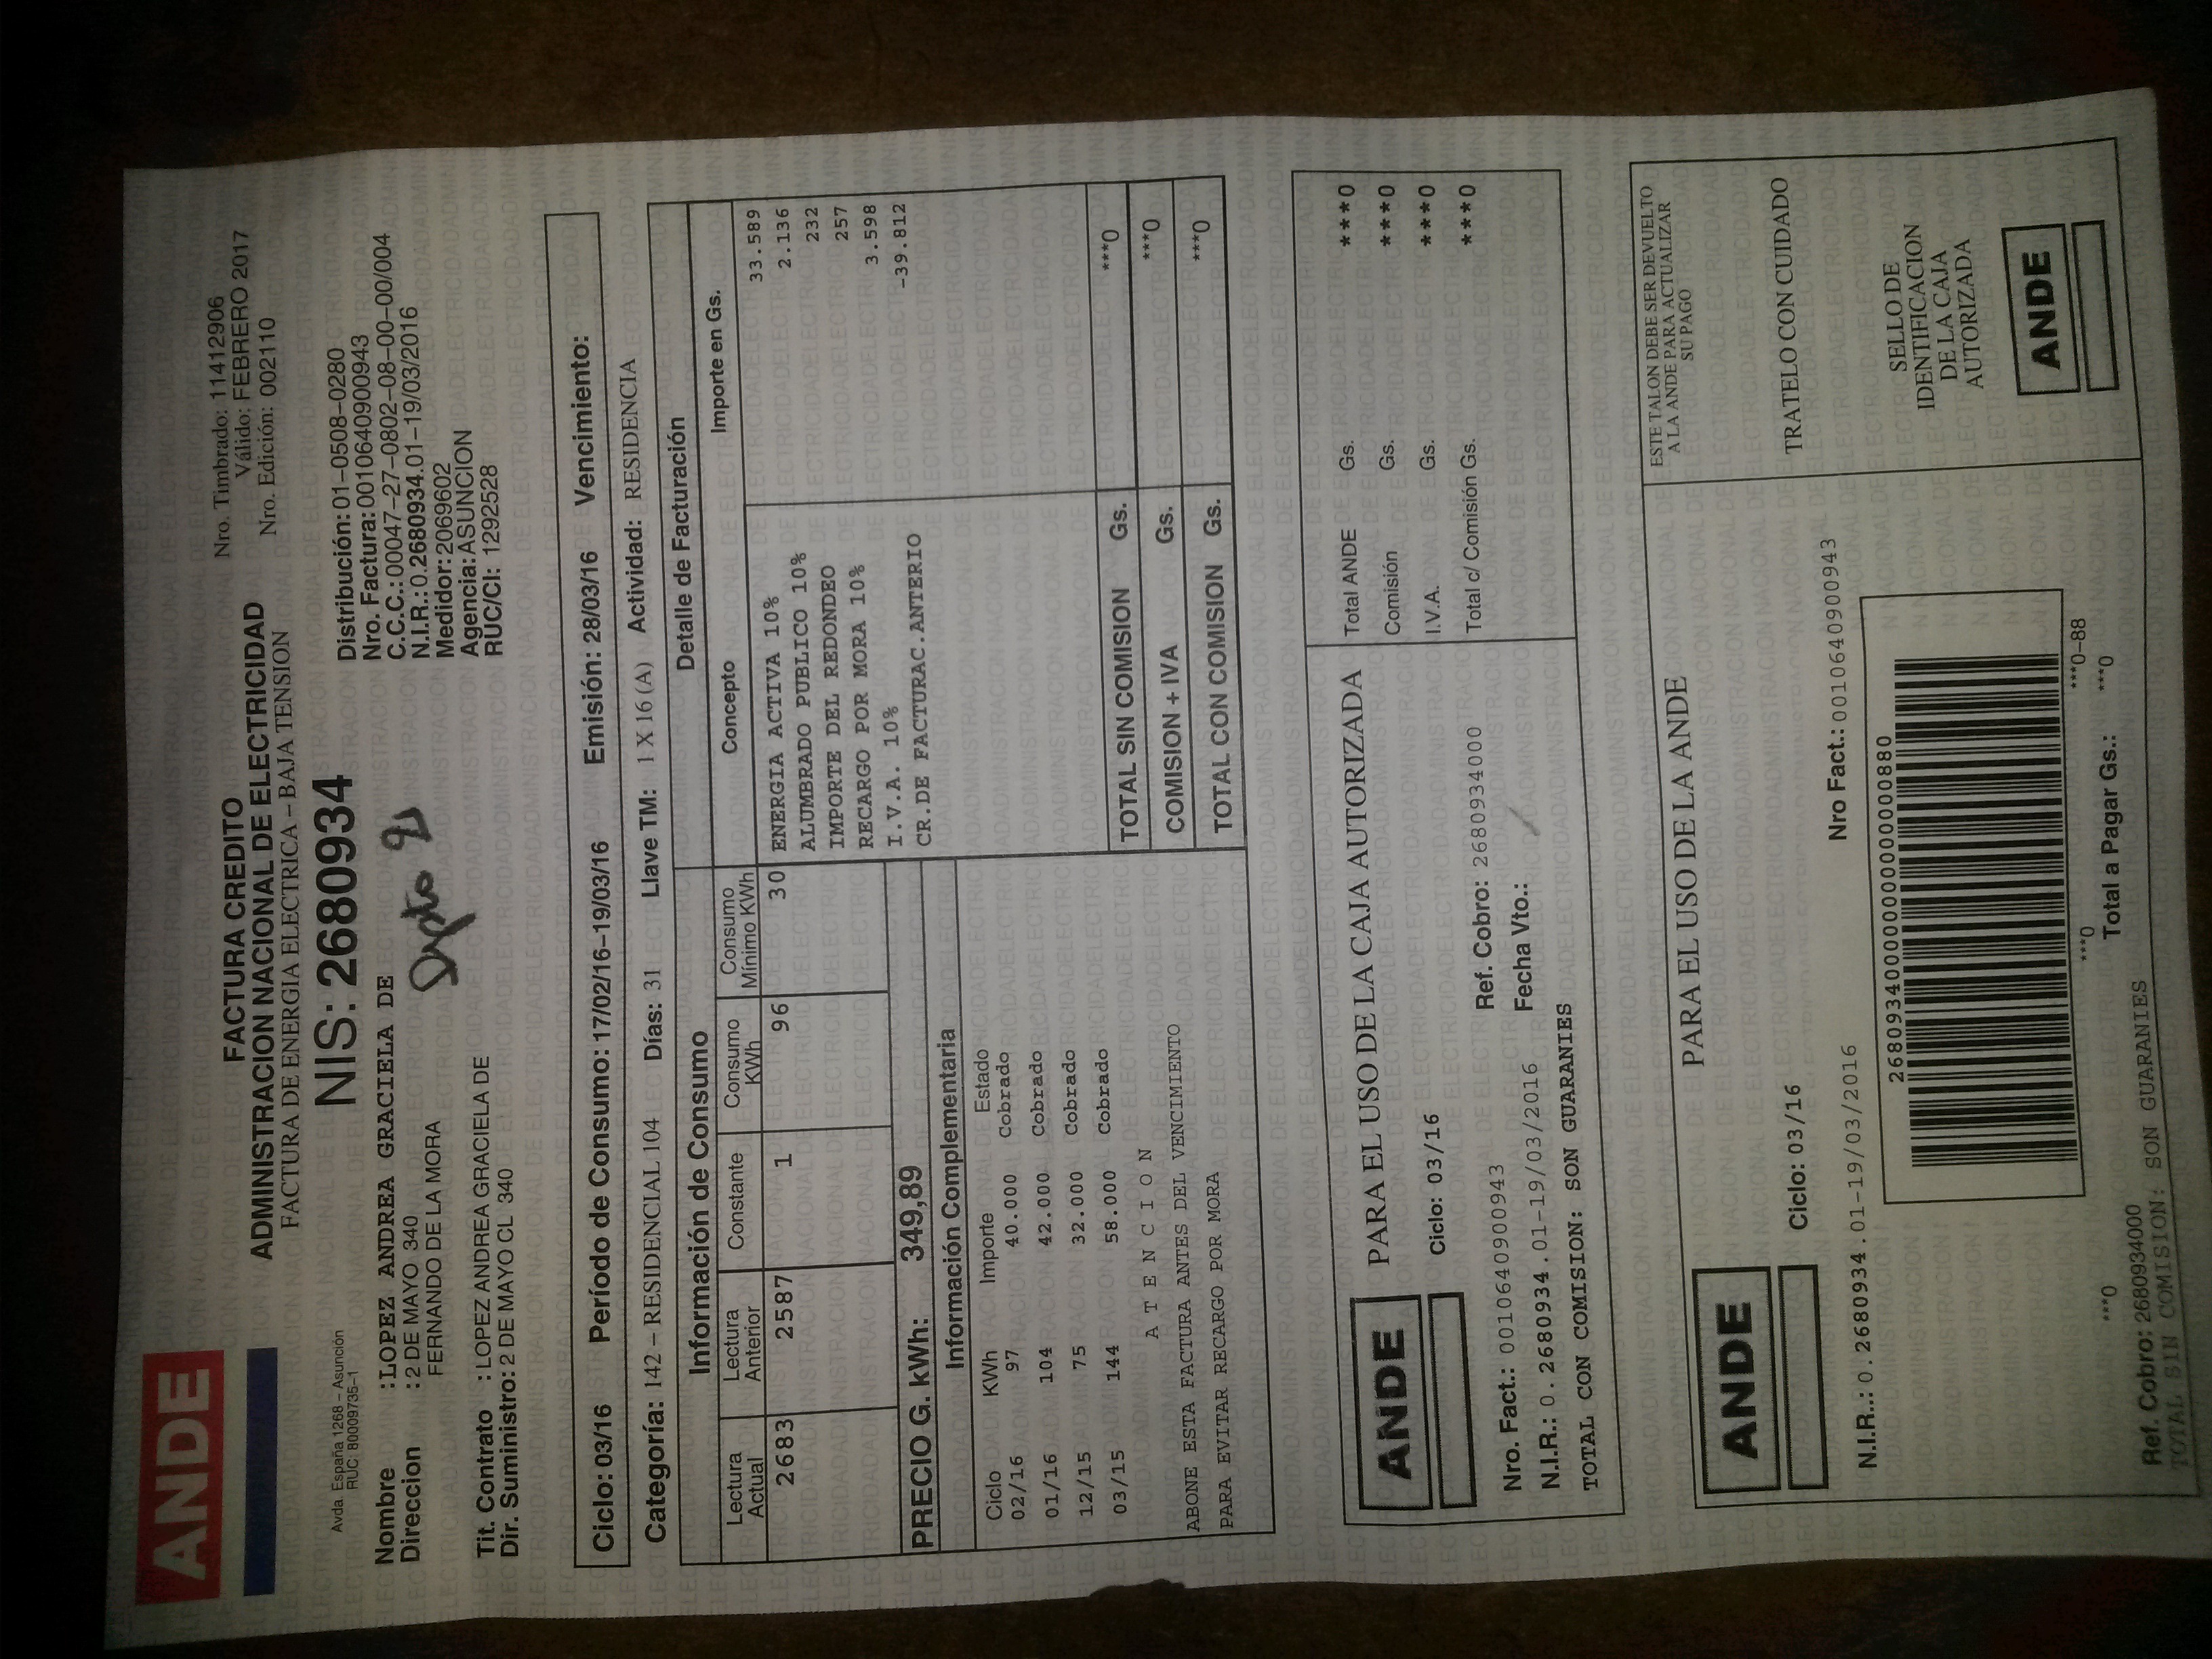 ANDE
FACTURA CREDITO
ADMINISTRACION NACIONAL DE ELECTRICIDAD
FACTURA DE ENERGIA ELECTRICA – BAJA TENSION
Nro. Timbrado: 11412906
Válido: FEBRERO 2017
Nro. Edición: 002110
Avda. España 1268 – Asunción
RUC: 80009735–1
NIS: 2680934
Nombre :LOPEZ ANDREA GRACIELA DE
Direccion :2 DE MAYO 340
FERNANDO DE LA MORA
Dpto 2
Tit. Contrato : LOPEZ ANDREA GRACIELA DE
Dir. Suministro: 2 DE MAYO CL 340
Distribución: 01–0508–0280
Nro. Factura: 0010640900943
C.C.C.: 00047–27–0802–08–00–00/004
N.I.R.: 0.2680934.01–19/03/2016
Medidor: 2069602
Agencia: ASUNCION
RUC/CI: 1292528
Ciclo: 03/16 Período de Consumo: 17/02/16–19/03/16 Emisión: 28/03/16 Vencimiento:
Categoría: 142 – RESIDENCIAL 104 Días: 31 Llave TM: 1 X 16 (A) Actividad: RESIDENCIA
Información de Consumo
Lectura Actual Lectura Anterior Constante Consumo KWh Consumo Mínimo KWh
2683 2587 1 96 30
PRECIO G. kWh: 349,89
Información Complementaria
Ciclo KWh Importe Estado
02/16 97 40.000 Cobrado
01/16 104 42.000 Cobrado
12/15 75 32.000 Cobrado
03/15 144 58.000 Cobrado
A T E N C I O N
ABONE ESTA FACTURA ANTES DEL VENCIMIENTO
PARA EVITAR RECARGO POR MORA
Detalle de Facturación
Concepto Importe en Gs.
ENERGIA ACTIVA 10% 33.589
ALUMBRADO PUBLICO 10% 2.136
IMPORTE DEL REDONDEO 232
RECARGO POR MORA 10% 257
I.V.A. 10% 3.598
CR.DE FACTURAC.ANTERIO -39.812
TOTAL SIN COMISION Gs. ***0
COMISION + IVA Gs. ***0
TOTAL CON COMISION Gs. ***0
ANDE
PARA EL USO DE LA CAJA AUTORIZADA
Ciclo: 03/16
Nro. Fact.: 0010640900943 Ref. Cobro: 2680934000
N.I.R.: 0.2680934.01-19/03/2016 Fecha Vto.:
TOTAL CON COMISION: SON GUARANIES
Total ANDE Gs. ****0
Comisión Gs. ****0
I.V.A. Gs. ****0
Total c/ Comisión Gs. ****0
ANDE
PARA EL USO DE LA ANDE
ESTE TALON DEBE SER DEVUELTO
A LA ANDE PARA ACTUALIZAR
SU PAGO
Ciclo: 03/16
TRATELO CON CUIDADO
N.I.R..: 0.2680934.01-19/03/2016 Nro Fact.: 0010640900943
SELLO DE
IDENTIFICACION
DE LA CAJA
AUTORIZADA
ANDE
***0 ***0 ***0–88
Ref. Cobro: 2680934000 Total a Pagar Gs.: ***0
TOTAL SIN COMISION: SON GUARANIES